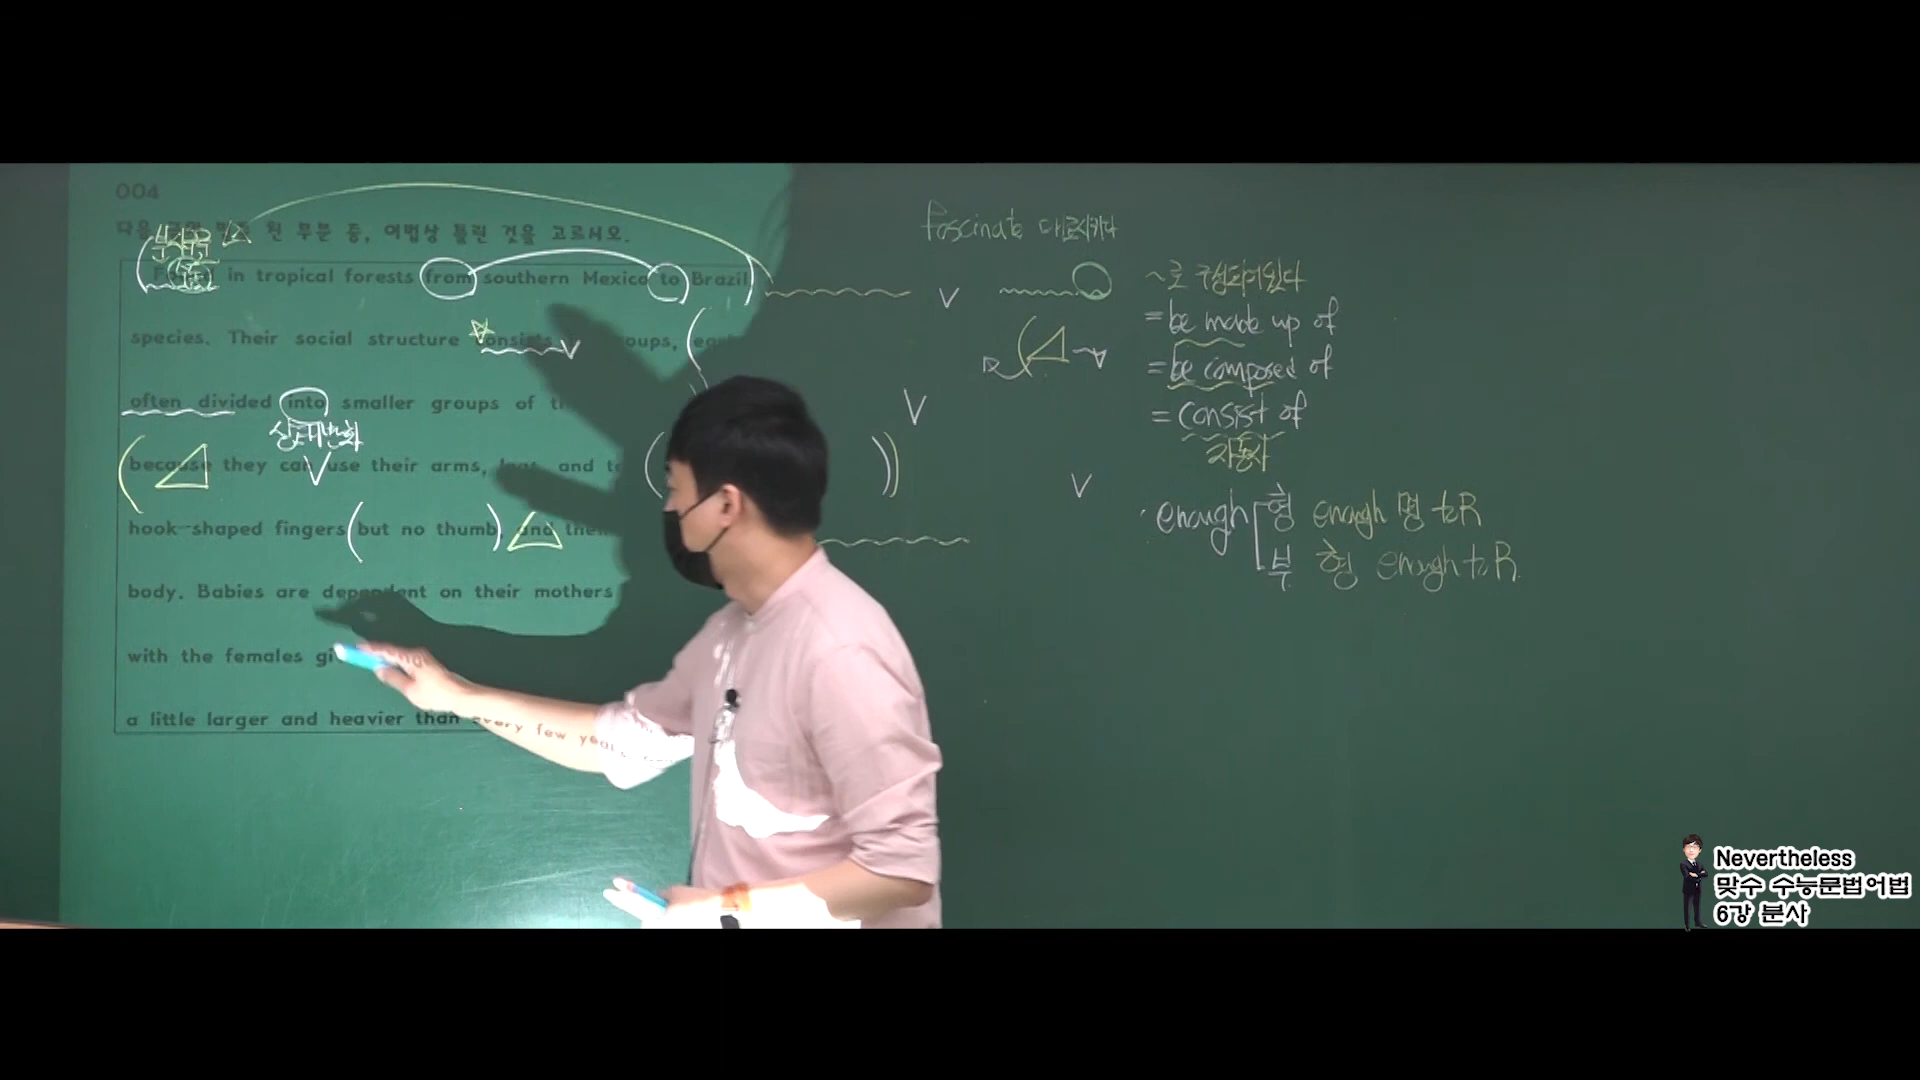 004
다음 글의 밑줄 친 부분 중, 어법상 틀린 것을 고르시오.
부사구
in tropical forests from southern Mexico to Brazil
species. Their social structure consists
often divided into smaller groups of
상태변화
because they can use their arms, and
hook-shaped fingers but no thumb, and
body. Babies are dependent on their mothers
with the females
a little larger and heavier than every few years
fascinate 매료시키다
~로 구성되어있다
= be made up of
= be composed of
= consist of
자동사
enough 형 enough 명 to R
부 형 enough to R
Nevertheless
맞수 수능문법어법
6강 분사